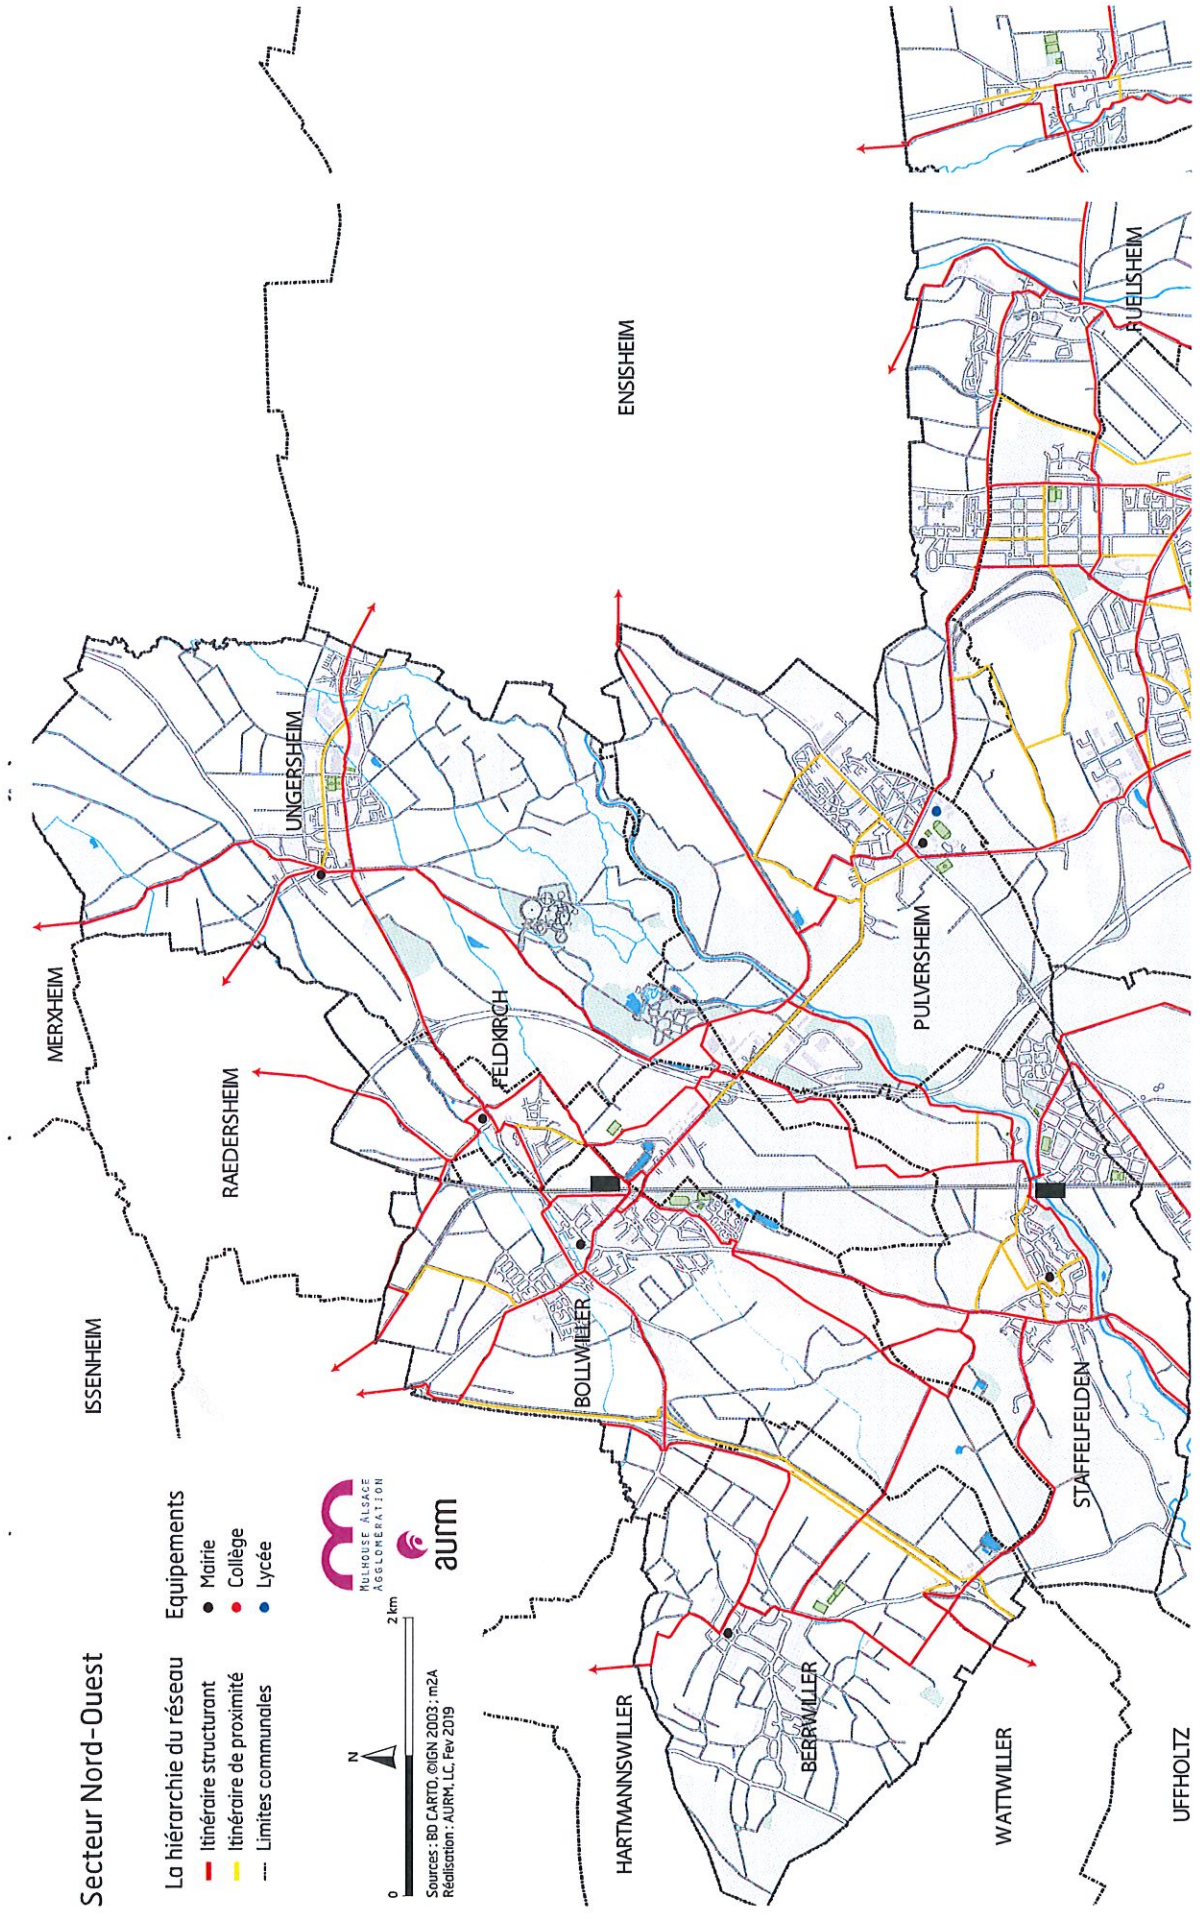 Secteur Nord-Ouest
La hiérarchie du réseau
Itinéraire structurant
Itinéraire de proximité
Limites communales
Equipements
Mairie
Collège
Lycée
N
0
2 km
Sources : BD CARTO, ©IGN 2003 ; m2A
Réalisation : AURM, LC, Fev 2019
MULHOUSE ALSACE
AGGLOMÉRATION
aurm
ISSENHEIM
MERXHEIM
RAEDERSHEIM
UNGERSHEIM
FELDKIRCH
ENSISHEIM
BOLLWILLER
HARTMANNSWILLER
BERRWILLER
PULVERSHEIM
RUELISHEIM
STAFFELFELDEN
WATTWILLER
UFFHOLTZ